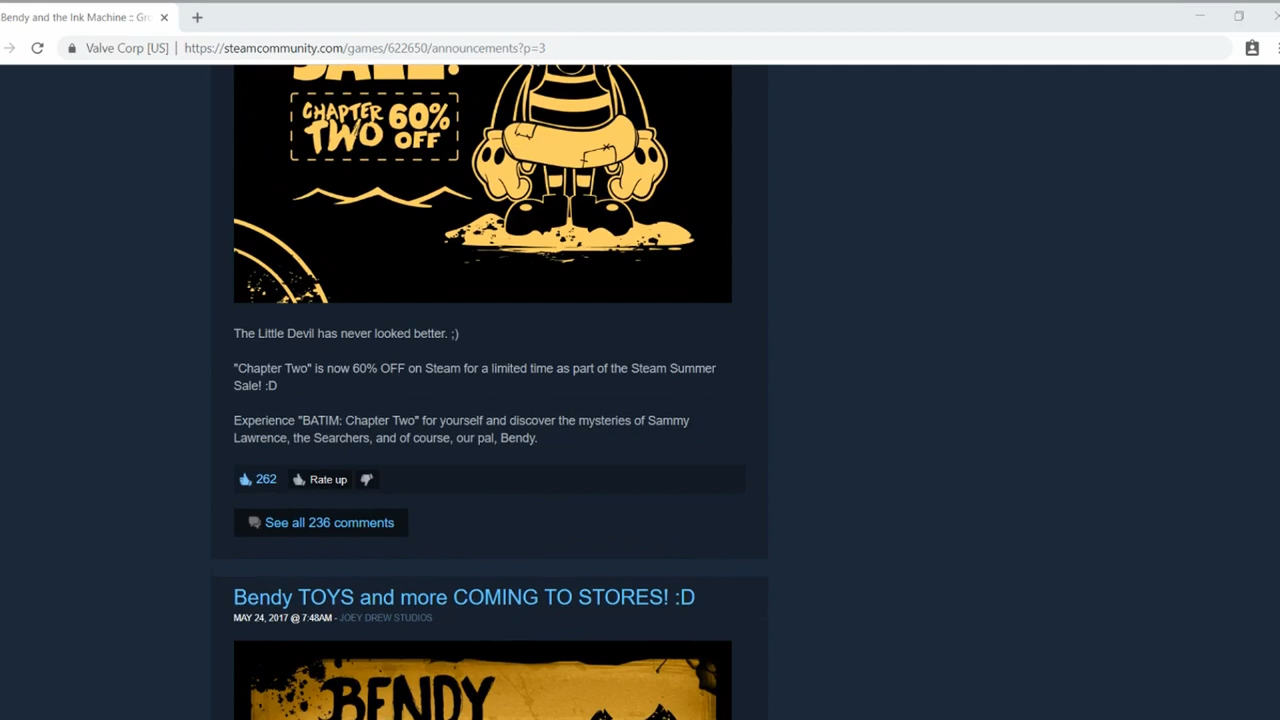 Bendy and the Ink Machine :: Gro
Valve Corp [US] | https://steamcommunity.com/games/622650/announcements?p=3
SALE!
CHAPTER TWO 60% OFF
The Little Devil has never looked better. ;)
"Chapter Two" is now 60% OFF on Steam for a limited time as part of the Steam Summer
Sale! :D
Experience "BATIM: Chapter Two" for yourself and discover the mysteries of Sammy
Lawrence, the Searchers, and of course, our pal, Bendy.
262 Rate up
See all 236 comments
Bendy TOYS and more COMING TO STORES! :D
MAY 24, 2017 @ 7:48AM - JOEY DREW STUDIOS
BENDY